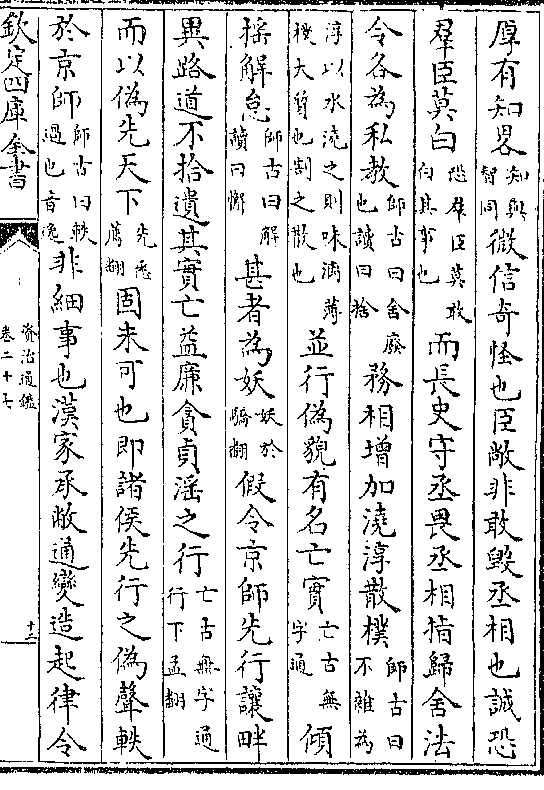 厚有知畧知與智同微信奇怪也臣敞非敢毁丞相也誠恐
羣臣莫白恐羣臣莫敢白其事也而長史守丞畏丞相指歸舍法
令各為私教師古曰舍廢也讀曰捨務相增加澆淳散樸師古曰不雜為
淳以水澆之則味漓薄樸大質也割之散也並行偽貌有名亡實亡古無字通傾
揺解怠師古曰解讀曰懈甚者為妖妖於驕翻假令京師先行讓畔
異路道不拾遺其實亡益廉貪貞淫之行亡古無字通行下孟翻
而以偽先天下先悉薦翻固未可也即諸侯先行之偽聲軼
於京師師古曰軼過也音逸非細事也漢家承敝通變造起律令
欽定四庫全書
資治通鑑
卷二十七
十二